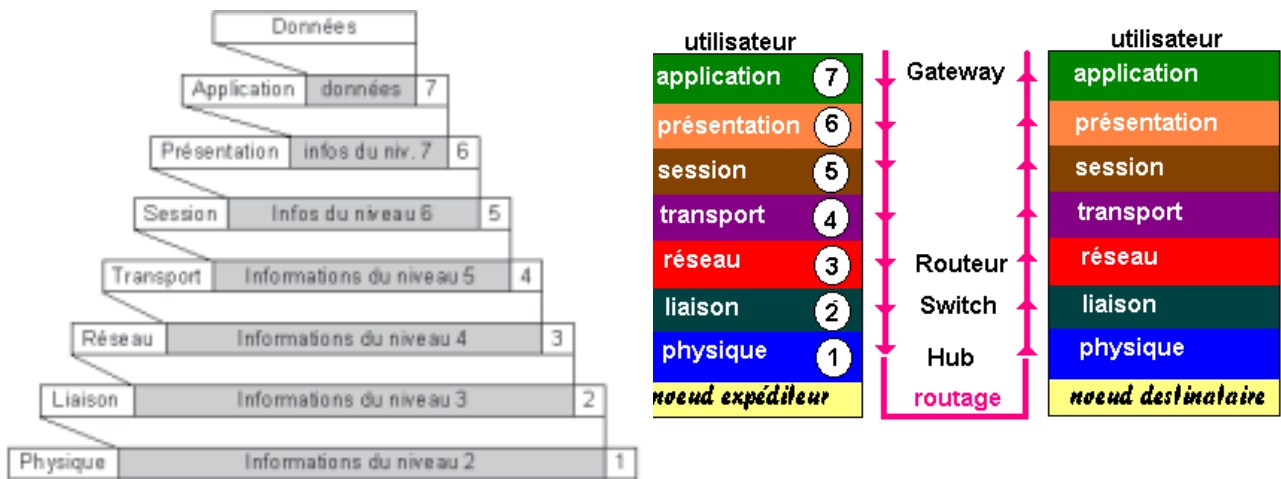 Données
Application données 7
Présentation infos du niv. 7 6
Session Infos du niveau 6 5
Transport Informations du niveau 5 4
Réseau Informations du niveau 4 3
Liaison Informations du niveau 3 2
Physique Informations du niveau 2 1
utilisateur
application 7
présentation 6
session 5
transport 4
réseau 3
liaison 2
physique 1
noeud expéditeur
Gateway
Routeur
Switch
Hub
routage
utilisateur
application
présentation
session
transport
réseau
liaison
physique
noeud destinataire